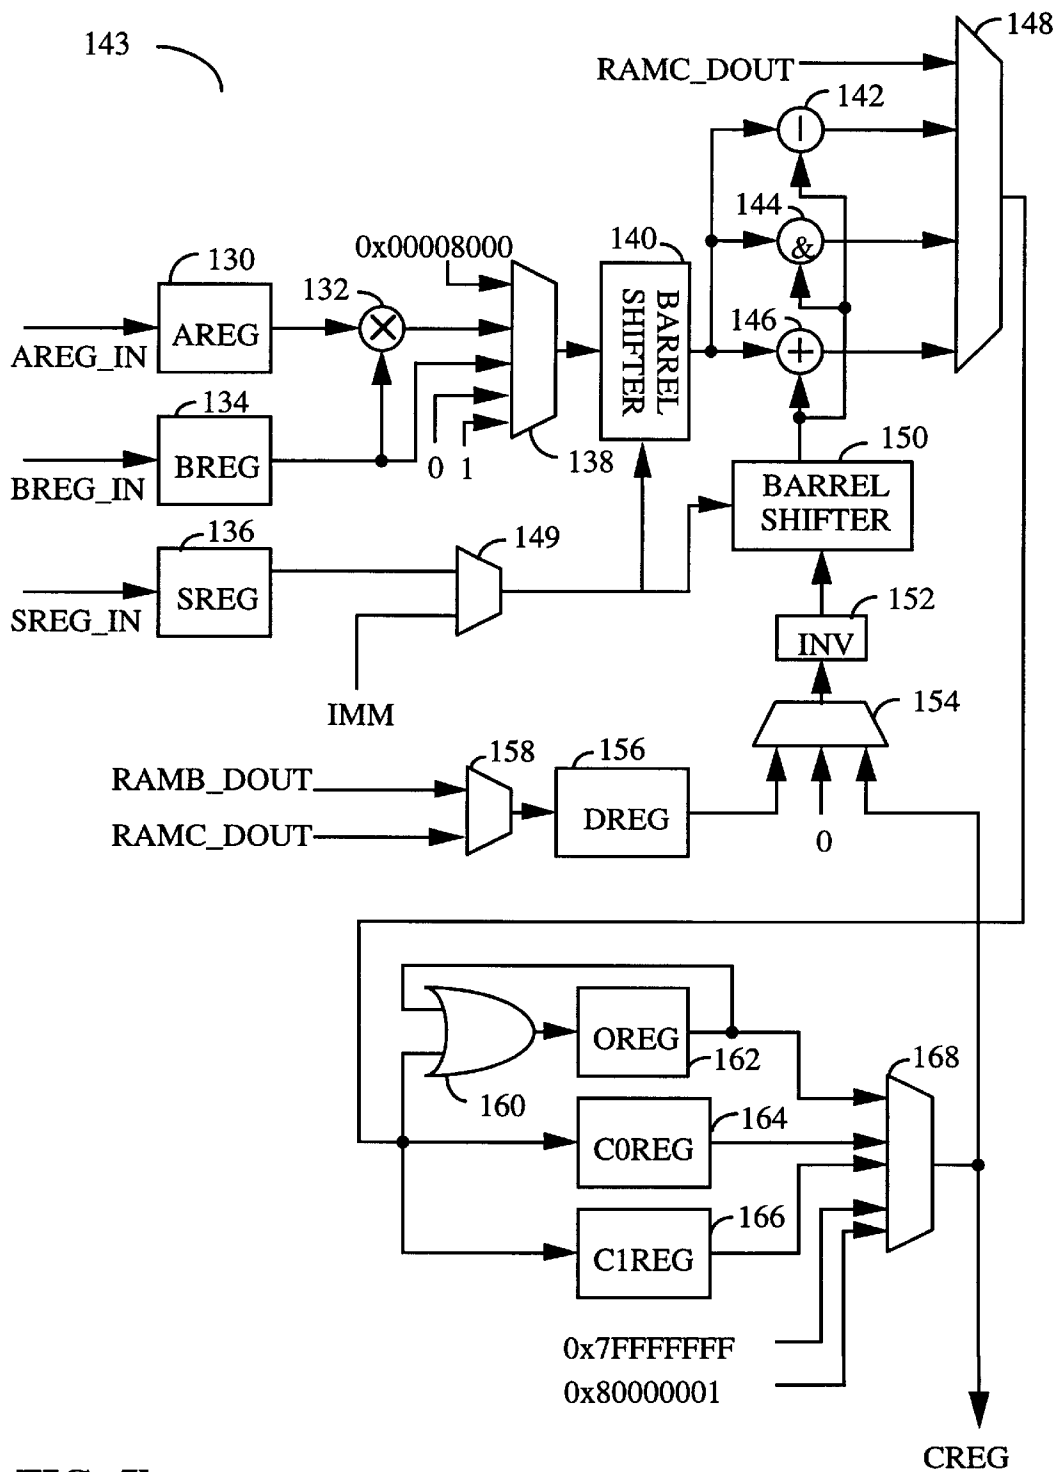 143
148
RAMC_DOUT
142
144
0x00008000
140
130
132
BARREL
SHIFTER
&
146
AREG
AREG_IN
134
BREG
BREG_IN
0
1
138
150
BARREL
SHIFTER
136
149
SREG
SREG_IN
152
INV
IMM
154
158
156
RAMB_DOUT
DREG
RAMC_DOUT
0
OREG
162
168
160
164
C0REG
166
C1REG
0x7FFFFFFF
0x80000001
CREG